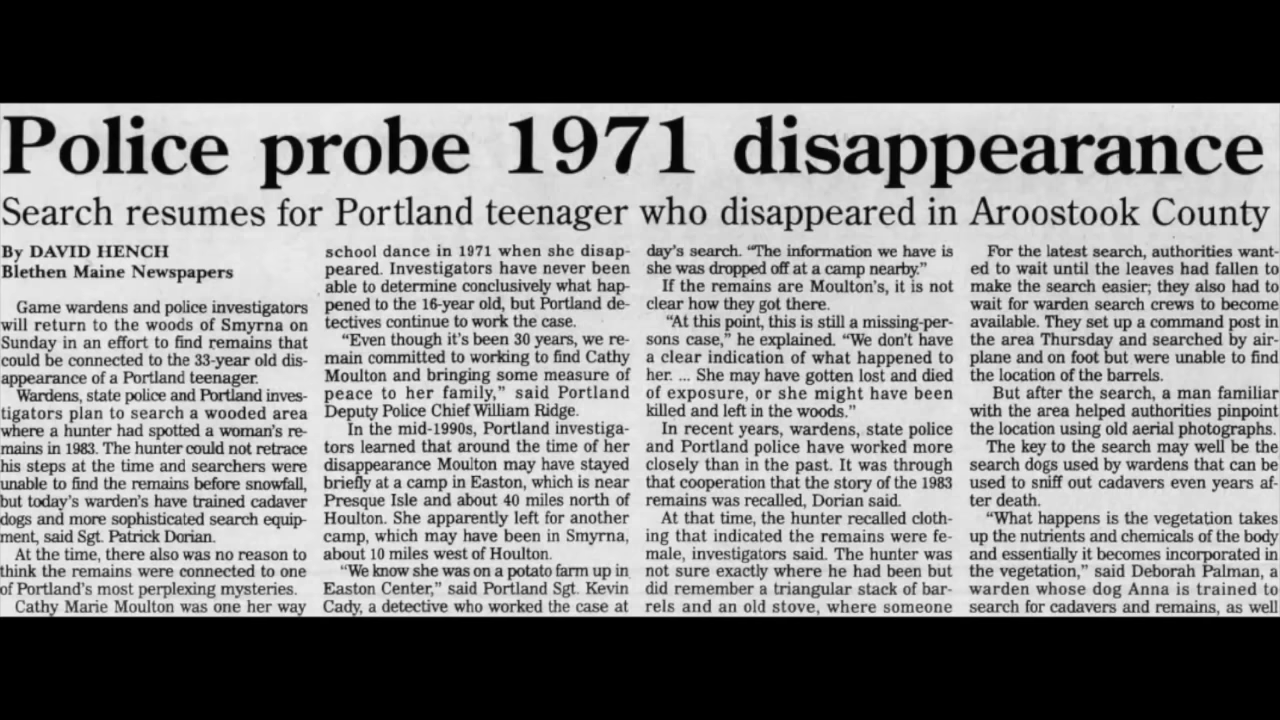 Police probe 1971 disappearance
Search resumes for Portland teenager who disappeared in Aroostook County
By DAVID HENCH
Blethen Maine Newspapers
Game wardens and police investigators
will return to the woods of Smyrna on
Sunday in an effort to find remains that
could be connected to the 33-year old dis-
appearance of a Portland teenager.
Wardens, state police and Portland inves-
tigators plan to search a wooded area
where a hunter had spotted a woman's re-
mains in 1983. The hunter could not retrace
his steps at the time and searchers were
unable to find the remains before snowfall,
but today's warden's have trained cadaver
dogs and more sophisticated search equip-
ment, said Sgt. Patrick Dorian.
At the time, there also was no reason to
think the remains were connected to one
of Portland's most perplexing mysteries.
Cathy Marie Moulton was one her way
school dance in 1971 when she disap-
peared. Investigators have never been
able to determine conclusively what hap-
pened to the 16-year old, but Portland de-
tectives continue to work the case.
"Even though it's been 30 years, we re-
main committed to working to find Cathy
Moulton and bringing some measure of
peace to her family," said Portland
Deputy Police Chief William Ridge.
In the mid-1990s, Portland investiga-
tors learned that around the time of her
disappearance Moulton may have stayed
briefly at a camp in Easton, which is near
Presque Isle and about 40 miles north of
Houlton. She apparently left for another
camp, which may have been in Smyrna,
about 10 miles west of Houlton.
"We know she was on a potato farm up in
Easton Center," said Portland Sgt. Kevin
Cady, a detective who worked the case at
day's search. "The information we have is
she was dropped off at a camp nearby."
If the remains are Moulton's, it is not
clear how they got there.
"At this point, this is still a missing-per-
sons case," he explained. "We don't have
a clear indication of what happened to
her. ... She may have gotten lost and died
of exposure, or she might have been
killed and left in the woods."
In recent years, wardens, state police
and Portland police have worked more
closely than in the past. It was through
that cooperation that the story of the 1983
remains was recalled, Dorian said.
At that time, the hunter recalled cloth-
ing that indicated the remains were fe-
male, investigators said. The hunter was
not sure exactly where he had been but
did remember a triangular stack of bar-
rels and an old stove, where someone
For the latest search, authorities want-
ed to wait until the leaves had fallen to
make the search easier; they also had to
wait for warden search crews to become
available. They set up a command post in
the area Thursday and searched by air-
plane and on foot but were unable to find
the location of the barrels.
But after the search, a man familiar
with the area helped authorities pinpoint
the location using old aerial photographs.
The key to the search may well be the
search dogs used by wardens that can be
used to sniff out cadavers even years af-
ter death.
"What happens is the vegetation takes
up the nutrients and chemicals of the body
and essentially it becomes incorporated in
the vegetation," said Deborah Palman, a
warden whose dog Anna is trained to
search for cadavers and remains, as well